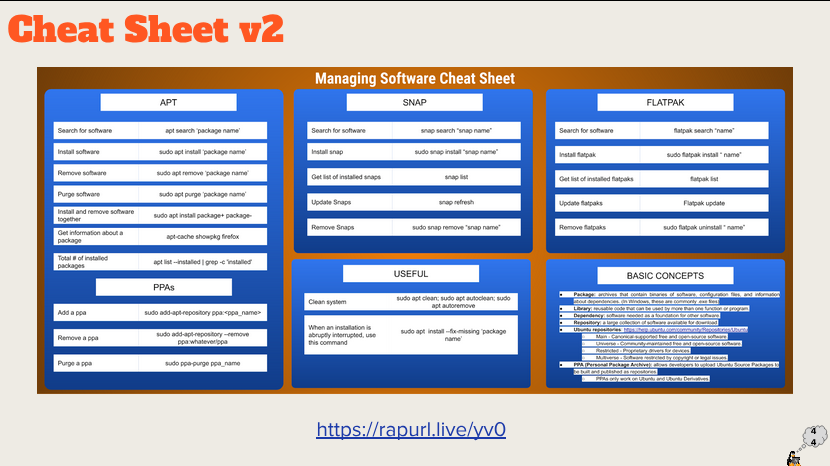 Cheat Sheet v2
Managing Software Cheat Sheet
APT
Search for software apt search 'package name'
Install software sudo apt install 'package name'
Remove software sudo apt remove 'package name'
Purge software sudo apt purge 'package name'
Install and remove software together sudo apt install package+ package-
Get information about a package apt-cache showpkg firefox
Total # of installed packages apt list --installed | grep -c 'installed'
PPAs
Add a ppa sudo add-apt-repository ppa:<ppa_name>
Remove a ppa sudo add-apt-repository --remove ppa:whatever/ppa
Purge a ppa sudo ppa-purge ppa_name
SNAP
Search for software snap search "snap name"
Install snap sudo snap install "snap name"
Get list of installed snaps snap list
Update Snaps snap refresh
Remove Snaps sudo snap remove "snap name"
USEFUL
Clean system sudo apt clean; sudo apt autoclean; sudo apt autoremove
When an installation is abruptly interrupted, use this command sudo apt install --fix-missing 'package name'
FLATPAK
Search for software flatpak search "name"
Install flatpak sudo flatpak install " name"
Get list of installed flatpaks flatpak list
Update flatpaks Flatpak update
Remove flatpaks sudo flatpak uninstall " name"
BASIC CONCEPTS
Package: archives that contain binaries of software, configuration files, and information
about dependencies. (In Windows, these are commonly .exe files)
Library: reusable code that can be used by more than one function or program
Dependency: software needed as a foundation for other software.
Repository: a large collection of software available for download
Ubuntu repositories: https://help.ubuntu.com/community/Repositories/Ubuntu
Main - Canonical-supported free and open-source software.
Universe - Community-maintained free and open-source software.
Restricted - Proprietary drivers for devices.
Multiverse - Software restricted by copyright or legal issues.
PPA (Personal Package Archive): allows developers to upload Ubuntu Source Packages to
be built and published as repositories.
PPAs only work on Ubuntu and Ubuntu Derivatives.
https://rapurl.live/yv0
4
4